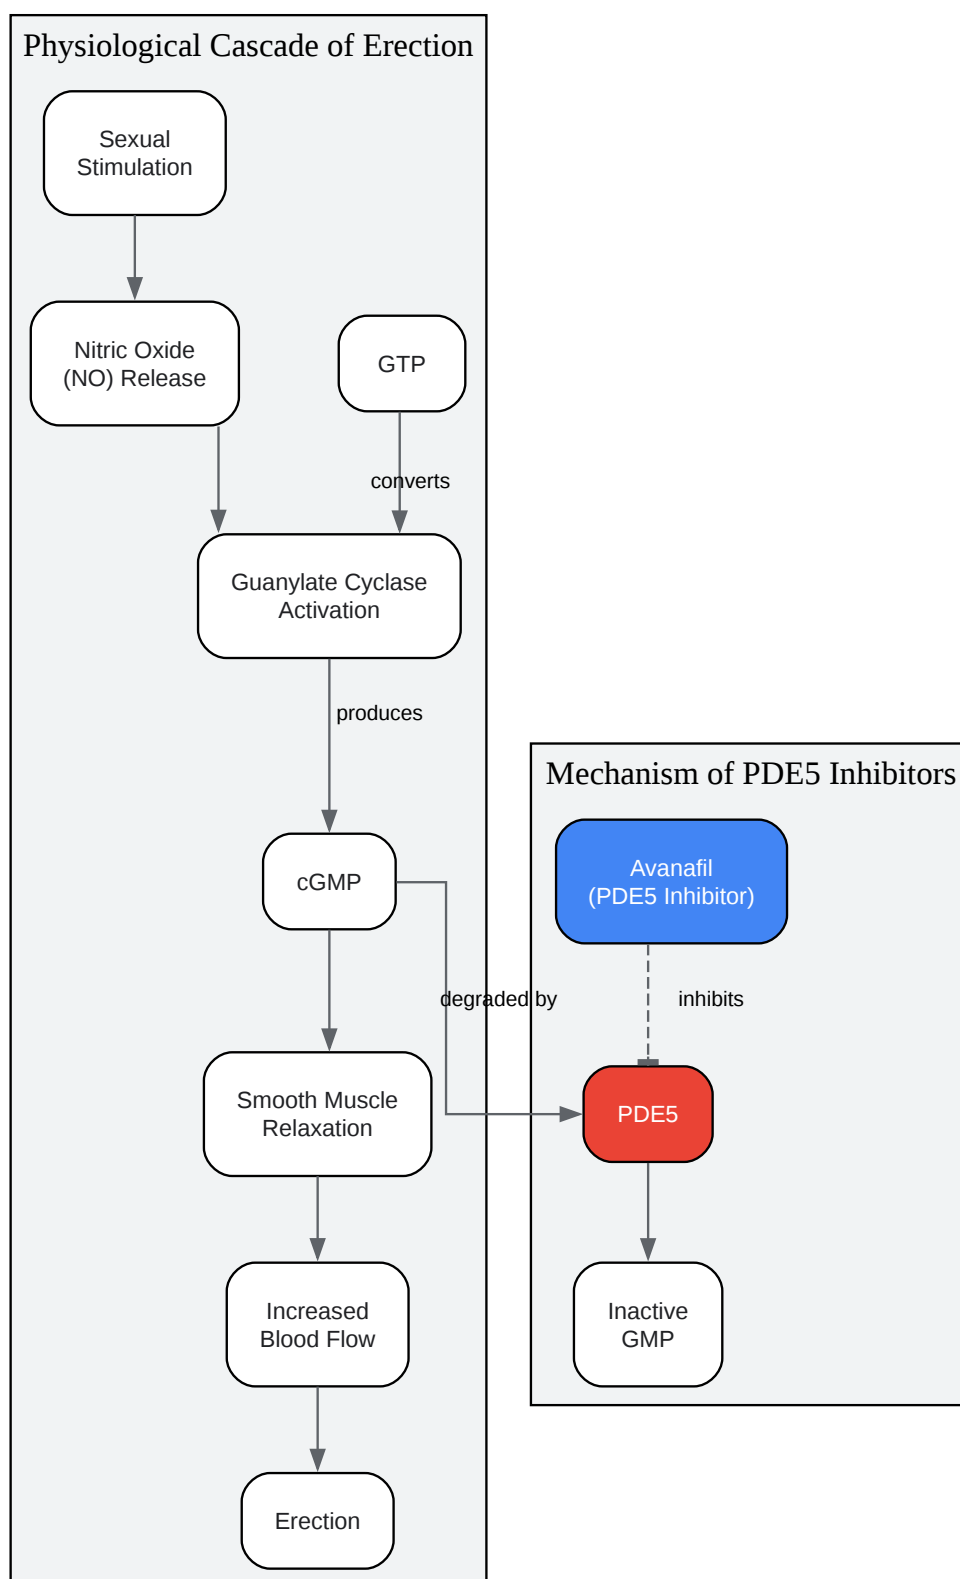 Physiological Cascade of Erection
Sexual
Stimulation
Nitric Oxide
(NO) Release
GTP
converts
Guanylate Cyclase
Activation
produces
cGMP
degraded by
Smooth Muscle
Relaxation
Increased
Blood Flow
Erection
Mechanism of PDE5 Inhibitors
Avanafil
(PDE5 Inhibitor)
inhibits
PDE5
Inactive
GMP